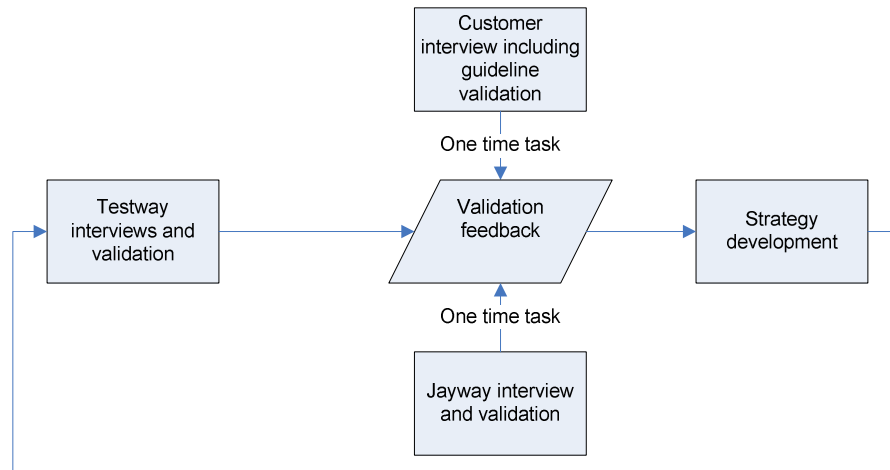 Customer
interview including
guideline
validation
One time task
Testway
interviews and
validation
Validation
feedback
Strategy
development
One time task
Jayway interview
and validation